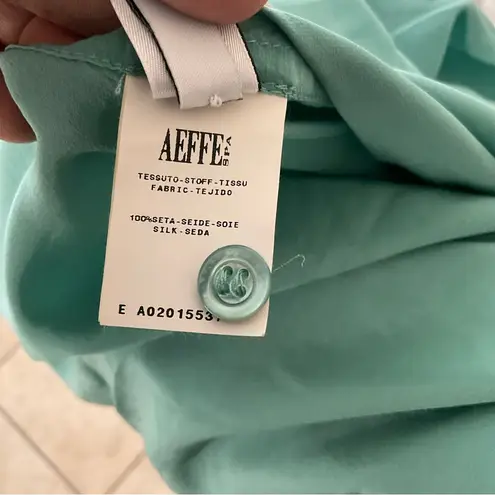 AEFFE SPA
TESSUTO-STOFF-TISSU
FABRIC-TEJIDO
100%SETA-SEIDE-SOIE
SILK-SEDA
E A0201553